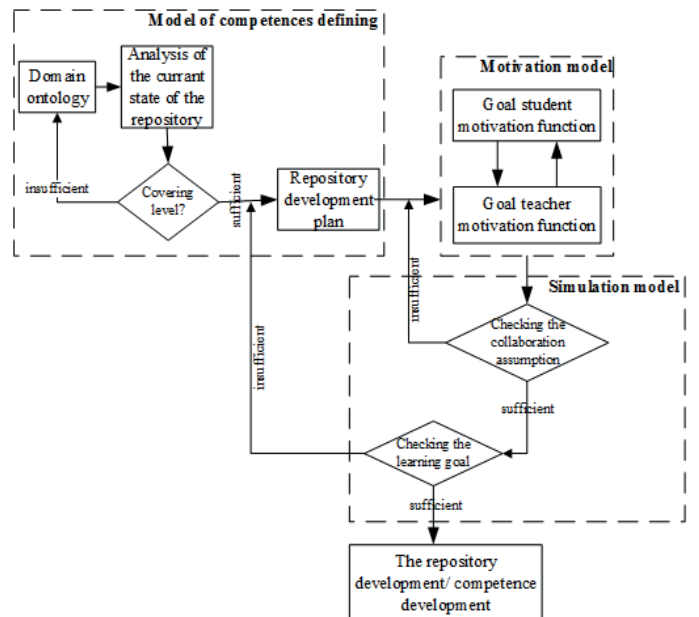 Model of competences defining
Domain
ontology
Analysis of
the currant
state of the
repository
insufficient
Covering
level?
sufficient
Repository
development
plan
Motivation model
Goal student
motivation function
Goal teacher
motivation function
insufficient
Simulation model
Checking the
collaboration
assumption
insufficient
sufficient
Checking the
learning goal
sufficient
The repository
development/ competence
development